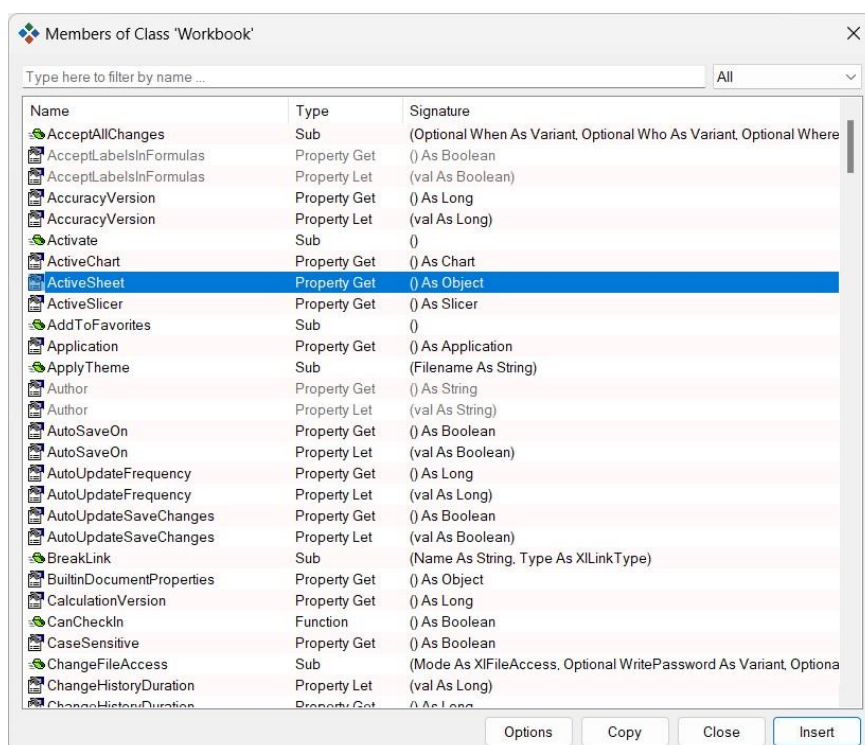 Members of Class 'Workbook'
Type here to filter by name ... All
Name Type Signature
AcceptAllChanges Sub (Optional When As Variant, Optional Who As Variant, Optional Where
AcceptLabelsInFormulas Property Get () As Boolean
AcceptLabelsInFormulas Property Let (val As Boolean)
AccuracyVersion Property Get () As Long
AccuracyVersion Property Let (val As Long)
Activate Sub ()
ActiveChart Property Get () As Chart
ActiveSheet Property Get () As Object
ActiveSlicer Property Get () As Slicer
AddToFavorites Sub ()
Application Property Get () As Application
ApplyTheme Sub (Filename As String)
Author Property Get () As String
Author Property Let (val As String)
AutoSaveOn Property Get () As Boolean
AutoSaveOn Property Let (val As Boolean)
AutoUpdateFrequency Property Get () As Long
AutoUpdateFrequency Property Let (val As Long)
AutoUpdateSaveChanges Property Get () As Boolean
AutoUpdateSaveChanges Property Let (val As Boolean)
BreakLink Sub (Name As String, Type As XlLinkType)
BuiltinDocumentProperties Property Get () As Object
CalculationVersion Property Get () As Long
CanCheckIn Function () As Boolean
CaseSensitive Property Get () As Boolean
ChangeFileAccess Sub (Mode As XlFileAccess, Optional WritePassword As Variant, Optiona
ChangeHistoryDuration Property Let (val As Long)
ChangeHistoryDuration Property Get () As Long
Options Copy Close Insert